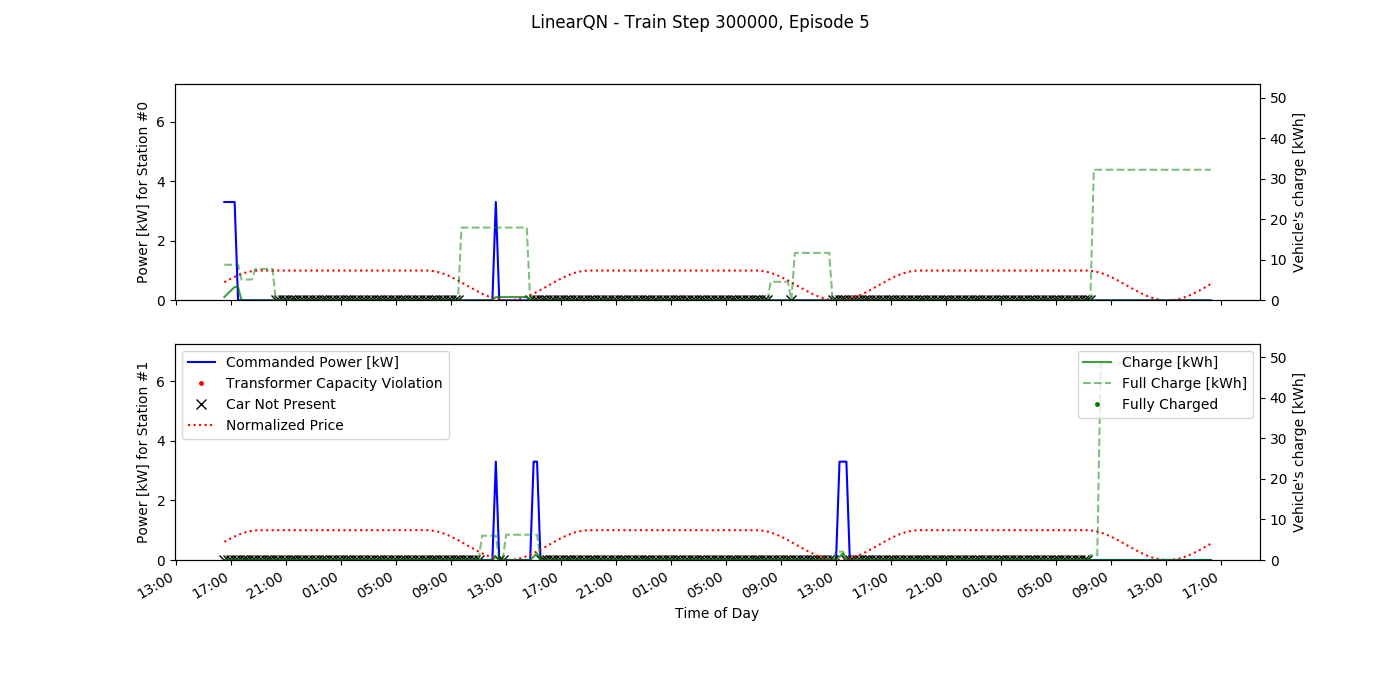 LinearQN - Train Step 300000, Episode 5
Power [kW] for Station #0
6
4
2
0
50
40
30
20
10
0
Vehicle's charge [kWh]
Power [kW] for Station #1
6
4
2
0
Commanded Power [kW]
Transformer Capacity Violation
Car Not Present
Normalized Price
Charge [kWh]
Full Charge [kWh]
Fully Charged
50
40
30
20
10
0
Vehicle's charge [kWh]
13:00 17:00 21:00 01:00 05:00 09:00 13:00 17:00 21:00 01:00 05:00 09:00 13:00 17:00 21:00 01:00 05:00 09:00 13:00 17:00
Time of Day